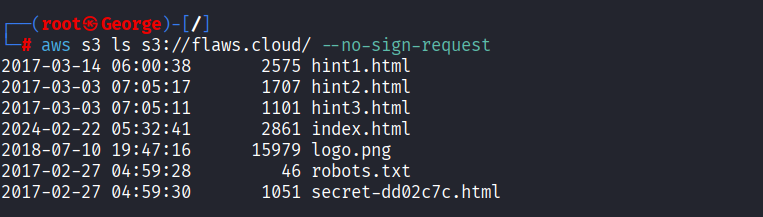 ┌──(root㉿George)-[/]
└─# aws s3 ls s3://flaws.cloud/ --no-sign-request
2017-03-14 06:00:38       2575 hint1.html
2017-03-03 07:05:17       1707 hint2.html
2017-03-03 07:05:11       1101 hint3.html
2024-02-22 05:32:41       2861 index.html
2018-07-10 19:47:16      15979 logo.png
2017-02-27 04:59:28         46 robots.txt
2017-02-27 04:59:30       1051 secret-dd02c7c.html